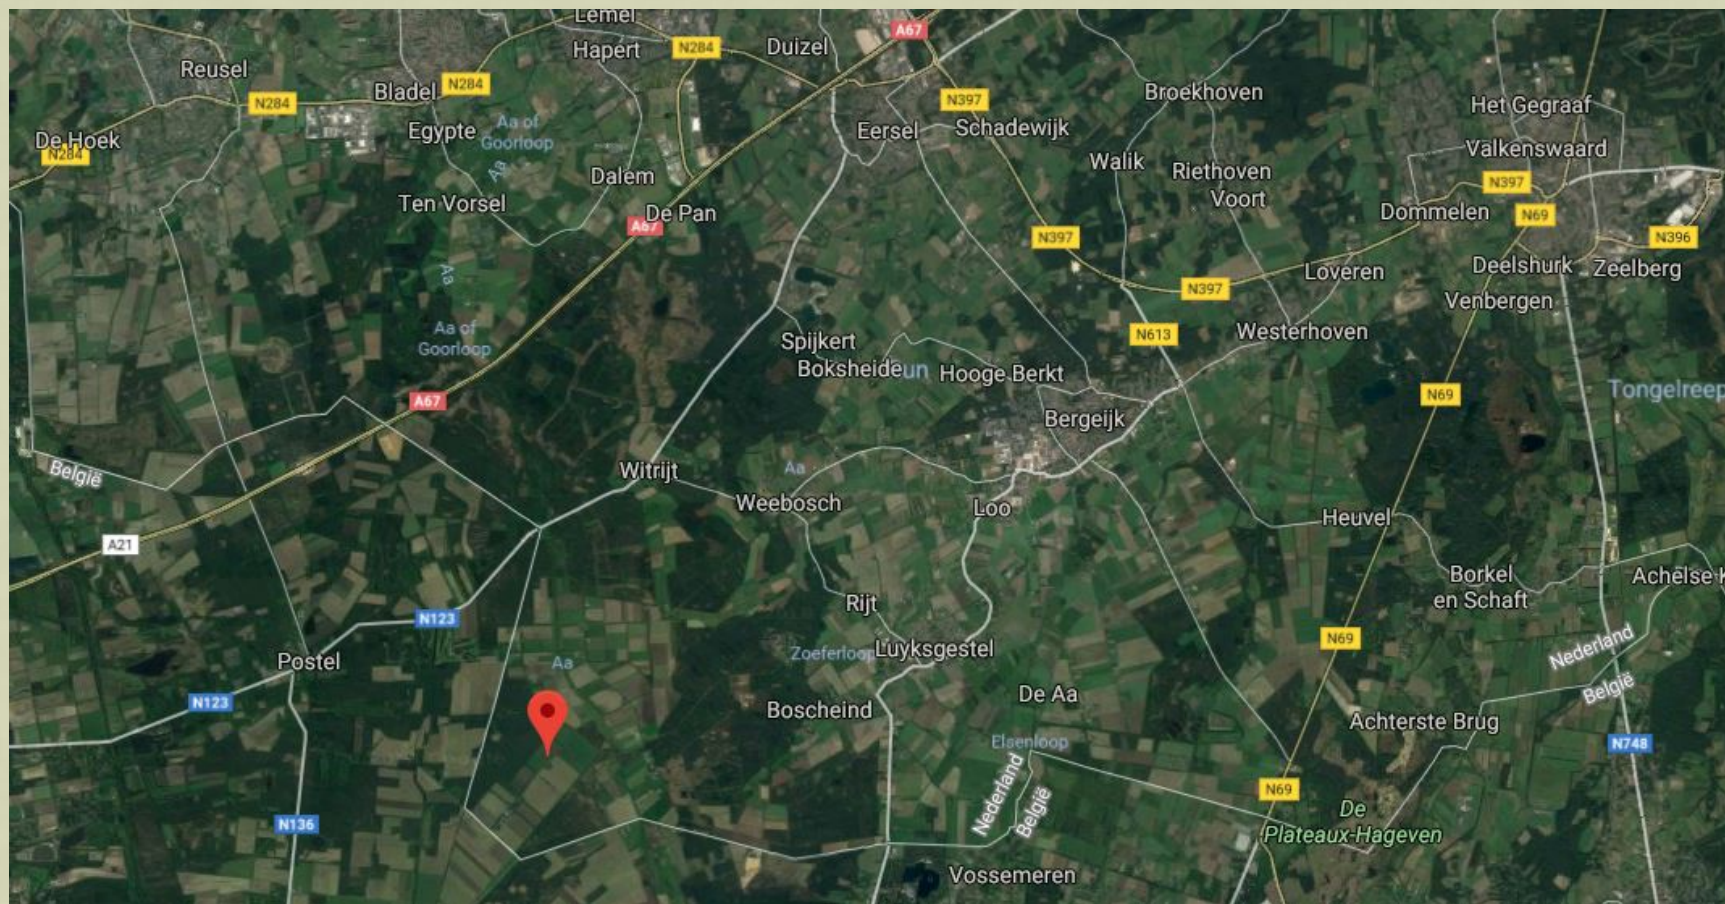 Lemel
A67
Hapert
N284
Duizel
Reusel
Bladel
N284
N284
N397
Broekhoven
Het Gegraaf
De Hoek
N284
Egypte
Aa of
Goorloop
Aa
Eersel
Schadewijk
Walik
Riethoven
Voort
Valkenswaard
N397
Dalem
Ten Vorsel
De Pan
A67
Dommelen
N69
N396
N397
Aa
Loveren
Deelshurk
Zeelberg
N397
Venbergen
Aa of
Goorloop
Spijkert
N613
Westerhoven
Boksheide
un
Hooge Berkt
A67
N69
Tongelreep
Bergeijk
België
Witrijt
Aa
Weebosch
Loo
Heuvel
A21
Borkel
en Schaft
Achelse K
Rijt
N123
Zoeferloop
Luyksgestel
N69
Nederland
België
Postel
Aa
N123
Boscheind
De Aa
Achterste Brug
Elsenloop
N748
Nederland
België
N69
N136
De
Plateaux-Hageven
Vossemeren